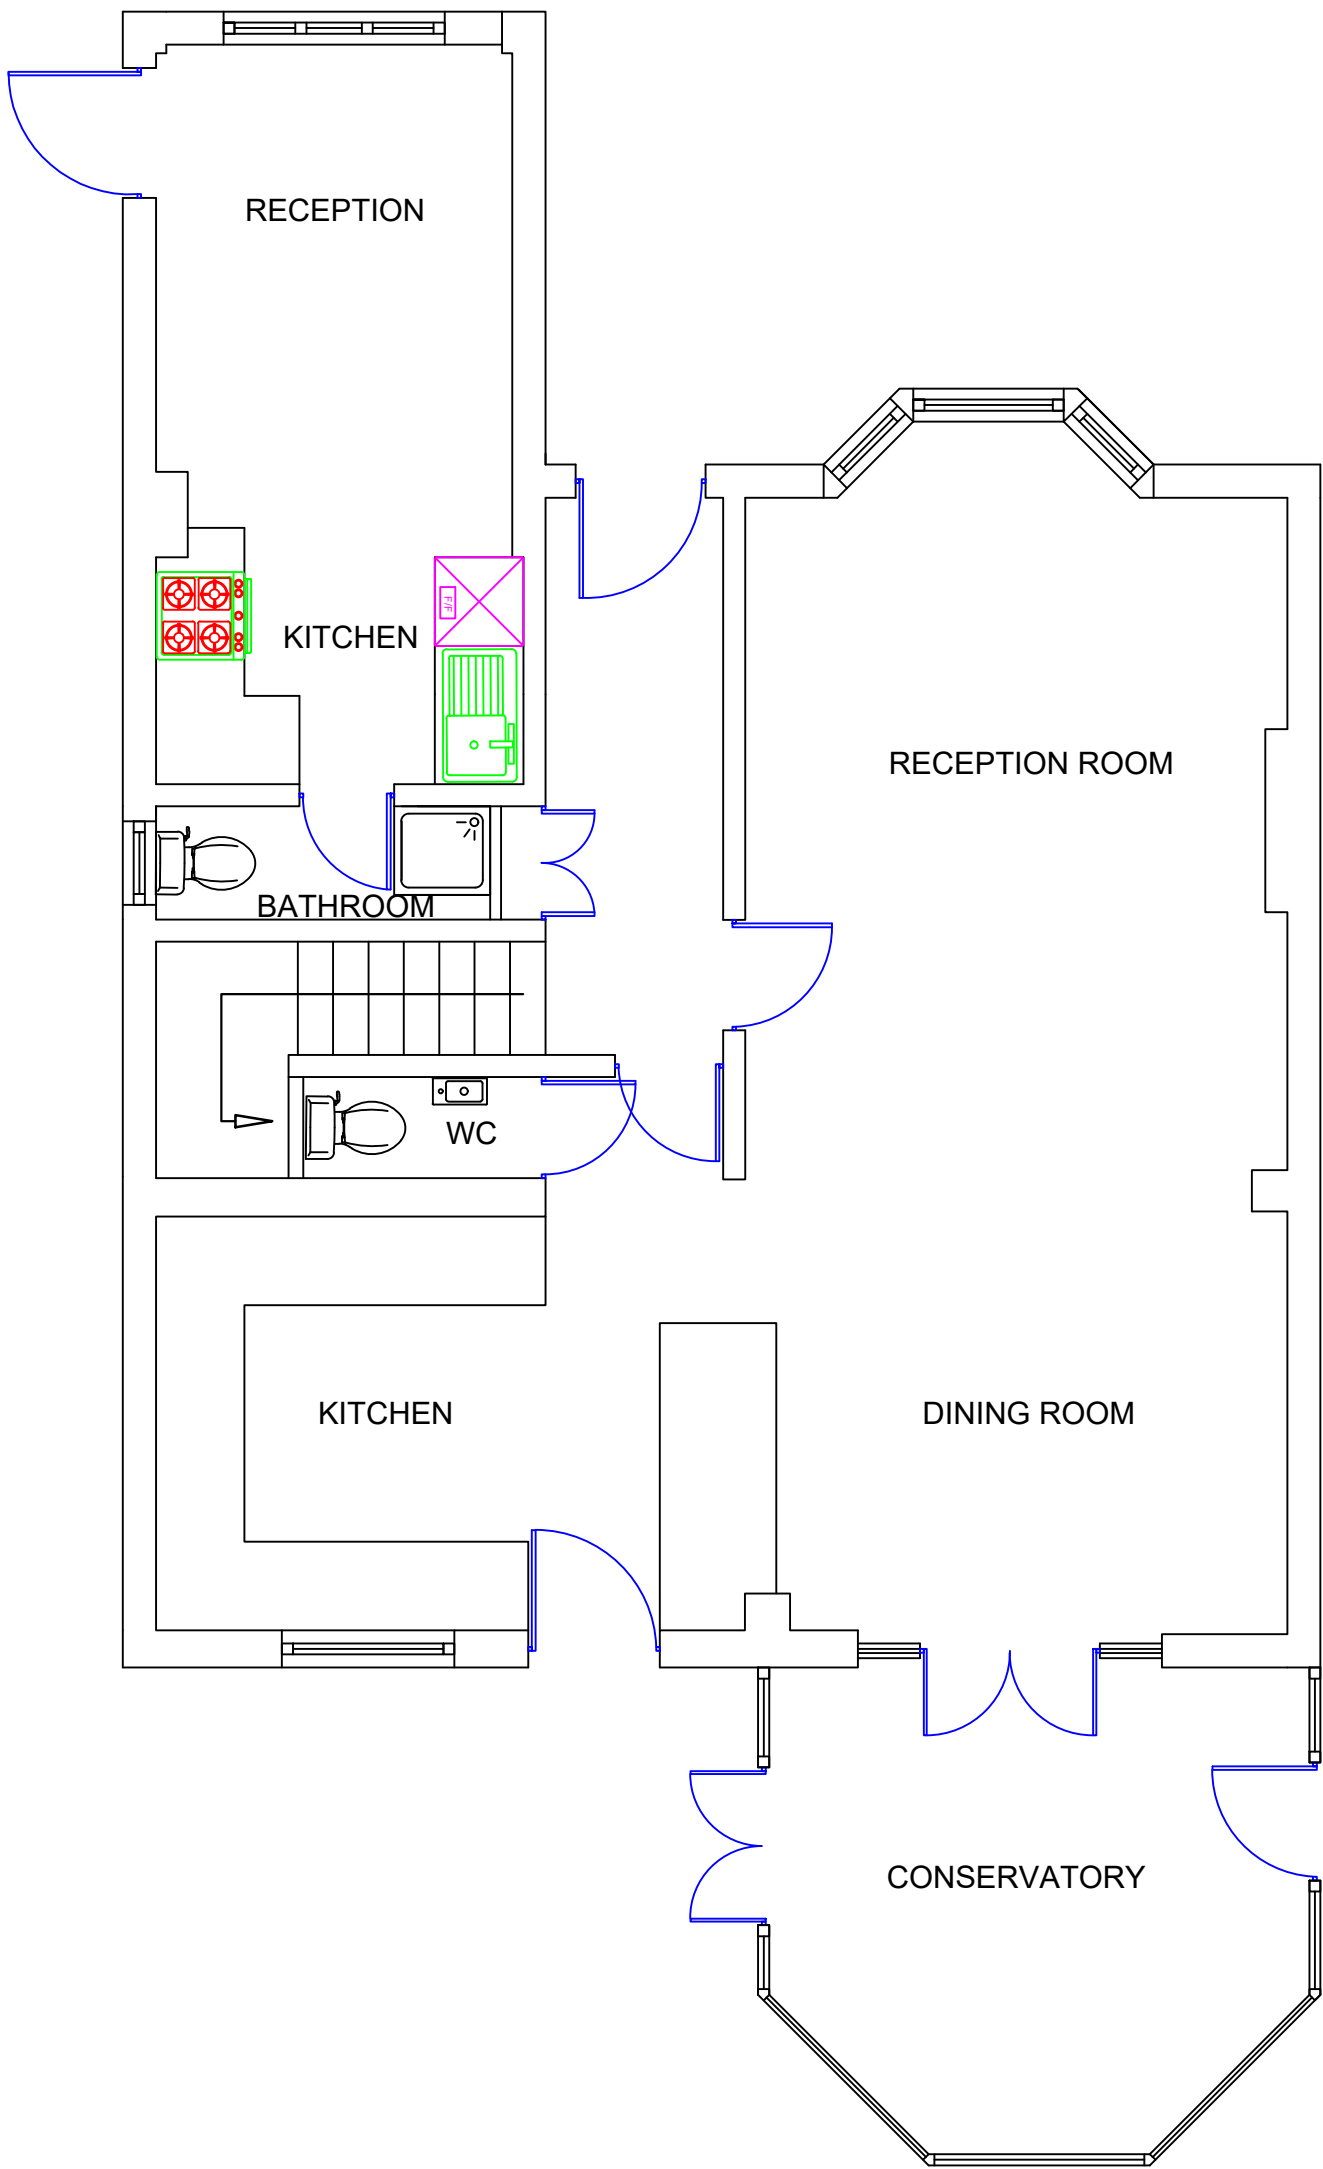 RECEPTION
F/F
KITCHEN
RECEPTION ROOM
BATHROOM
WC
KITCHEN
DINING ROOM
CONSERVATORY